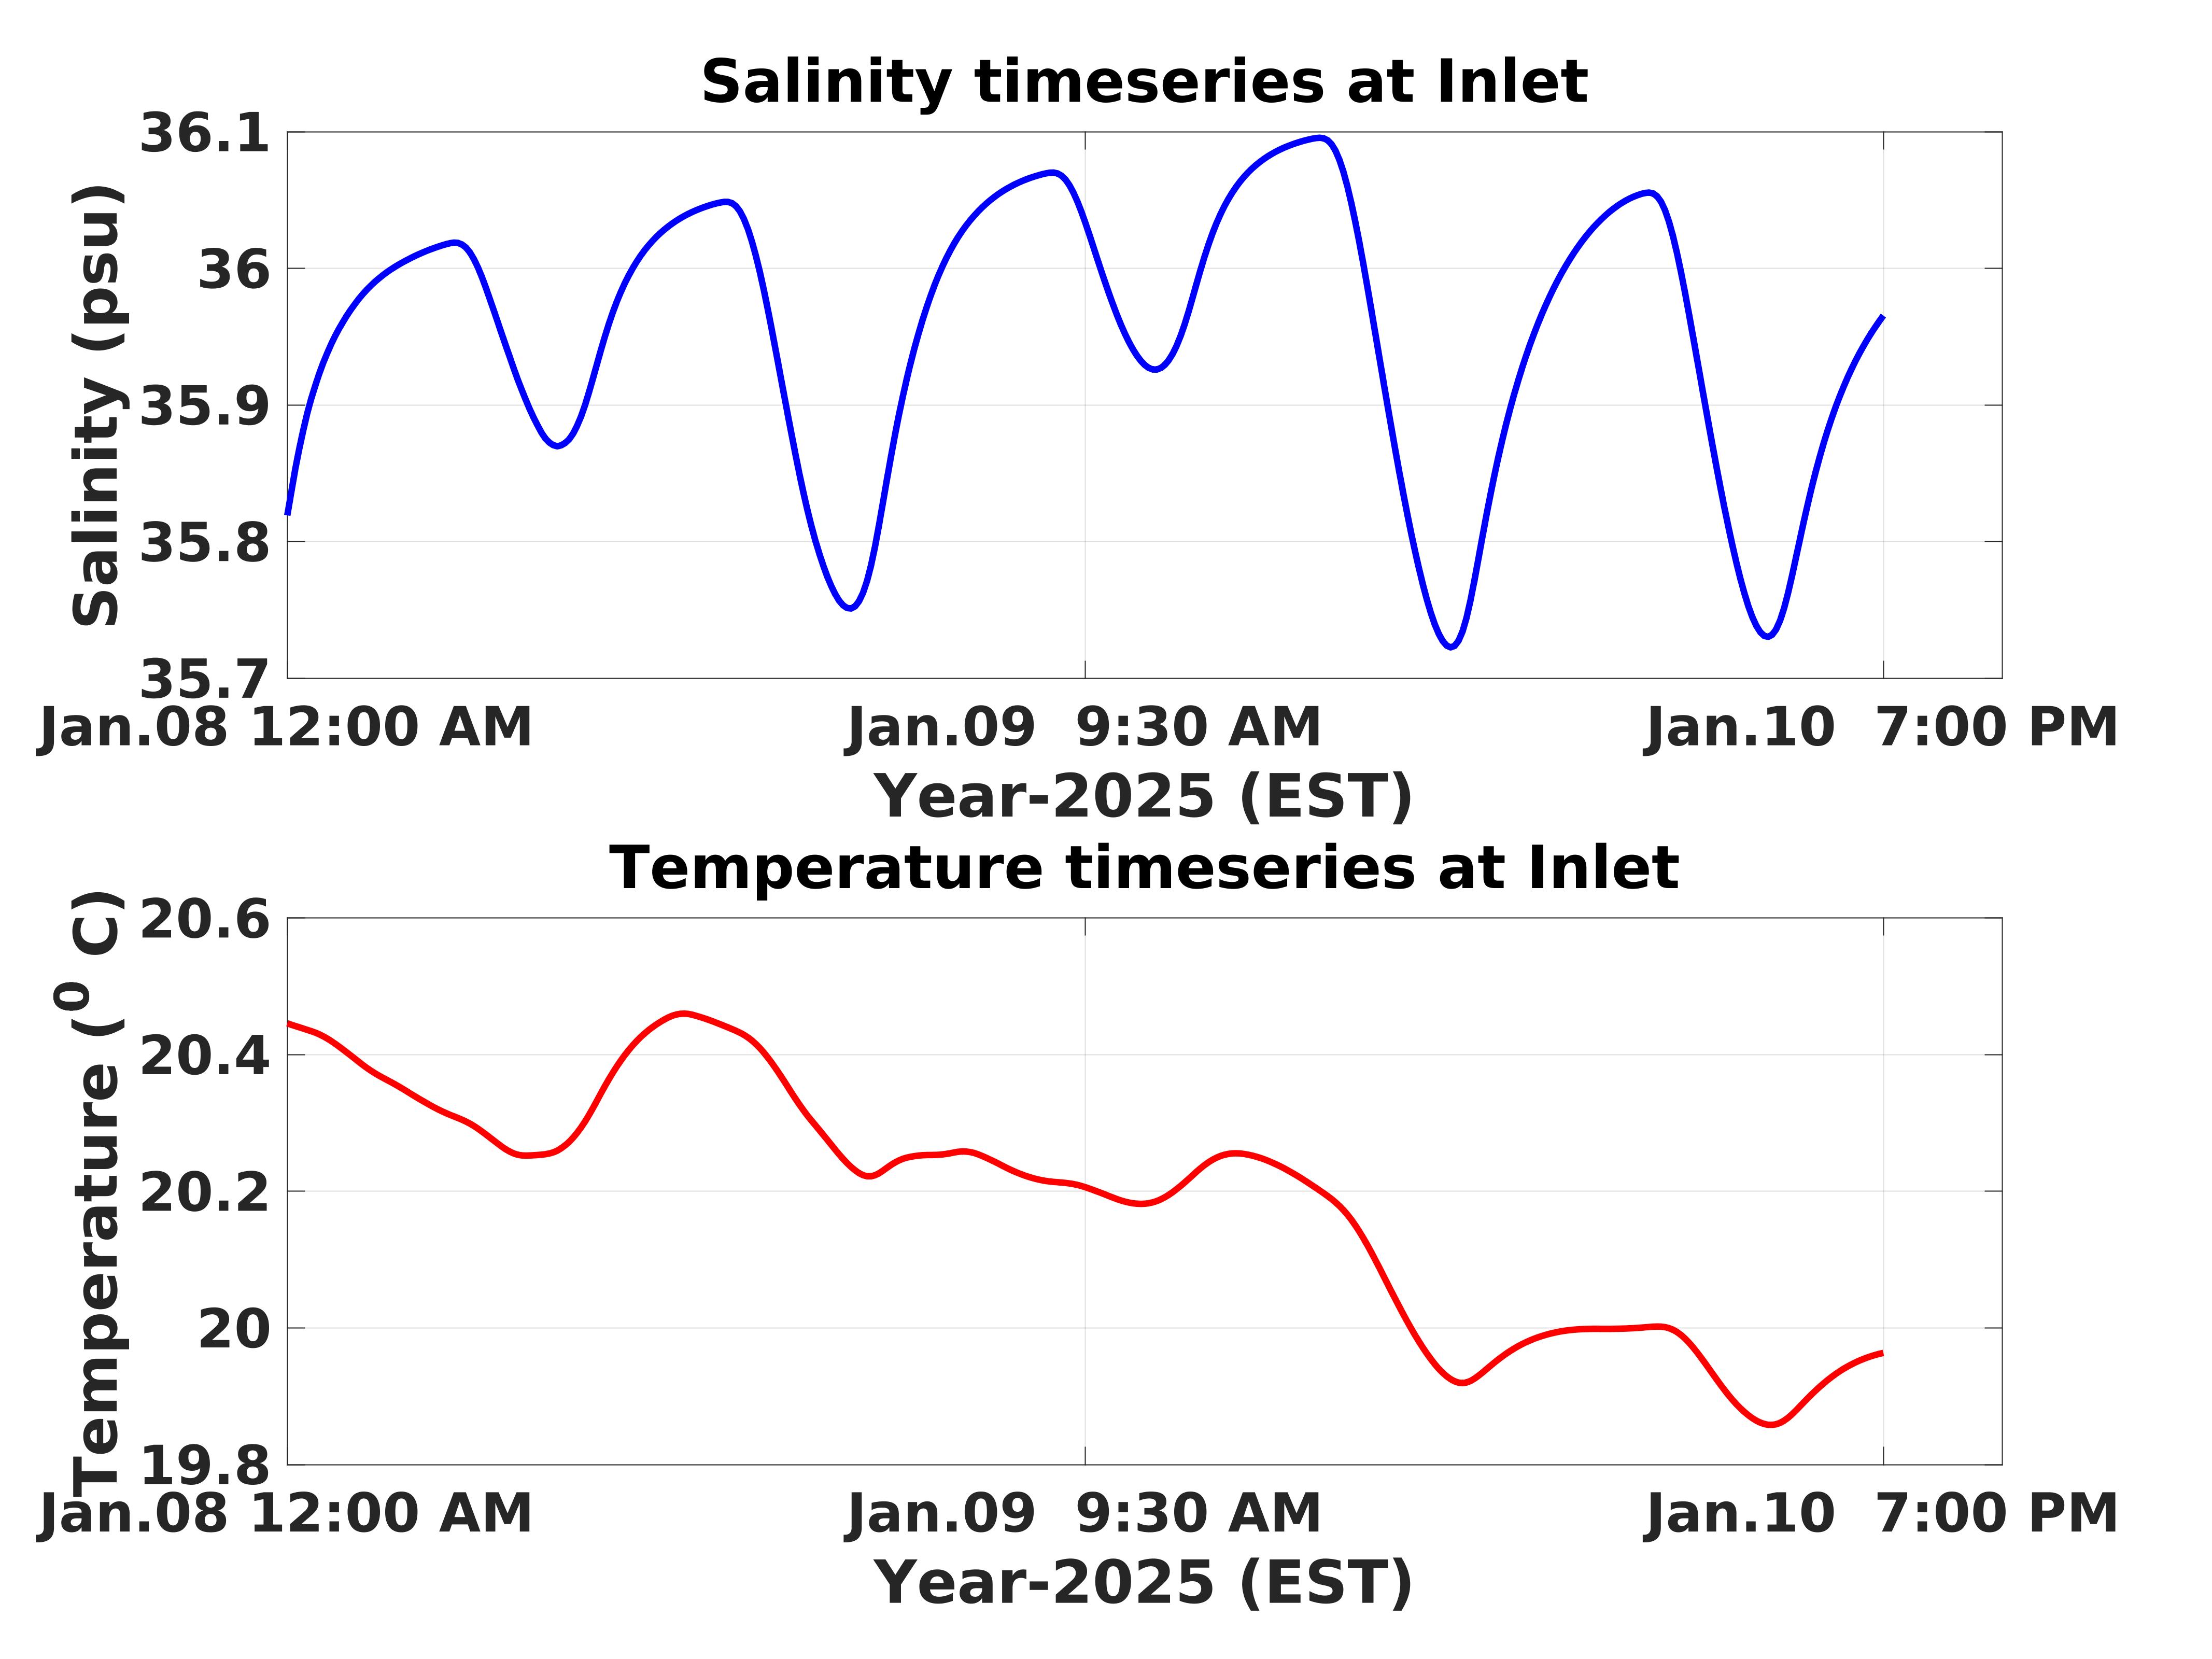 Salinity timeseries at Inlet
Salinity (psu)
36.1
36
35.9
35.8
35.7
Jan.08 12:00 AM Jan.09 9:30 AM Jan.10 7:00 PM
Year-2025 (EST)
Temperature timeseries at Inlet
Temperature (⁰ C)
20.6
20.4
20.2
20
19.8
Jan.08 12:00 AM Jan.09 9:30 AM Jan.10 7:00 PM
Year-2025 (EST)